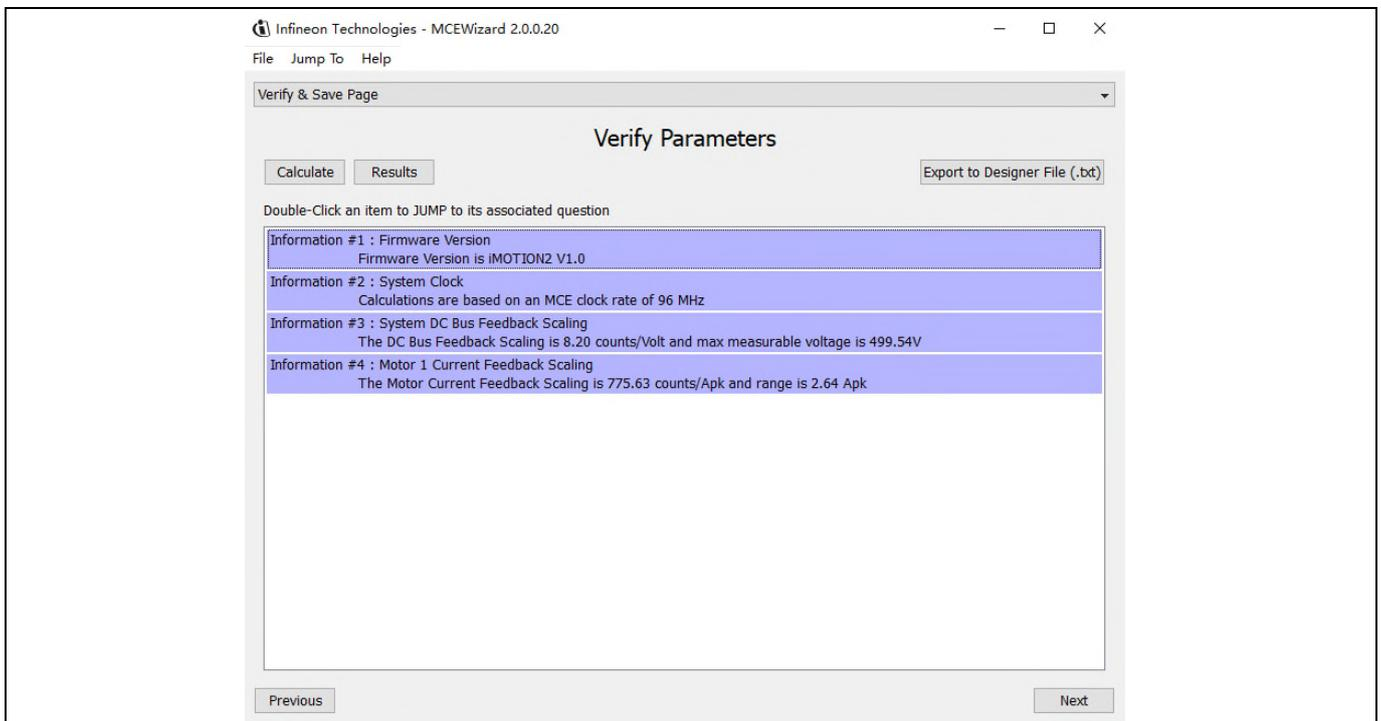 Infineon Technologies - MCEWizard 2.0.0.20
File Jump To Help
Verify & Save Page
Verify Parameters
Calculate Results Export to Designer File (.txt)
Double-Click an item to JUMP to its associated question
Information #1 : Firmware Version
Firmware Version is iMOTION2 V1.0
Information #2 : System Clock
Calculations are based on an MCE clock rate of 96 MHz
Information #3 : System DC Bus Feedback Scaling
The DC Bus Feedback Scaling is 8.20 counts/Volt and max measurable voltage is 499.54V
Information #4 : Motor 1 Current Feedback Scaling
The Motor Current Feedback Scaling is 775.63 counts/Apk and range is 2.64 Apk
Previous Next